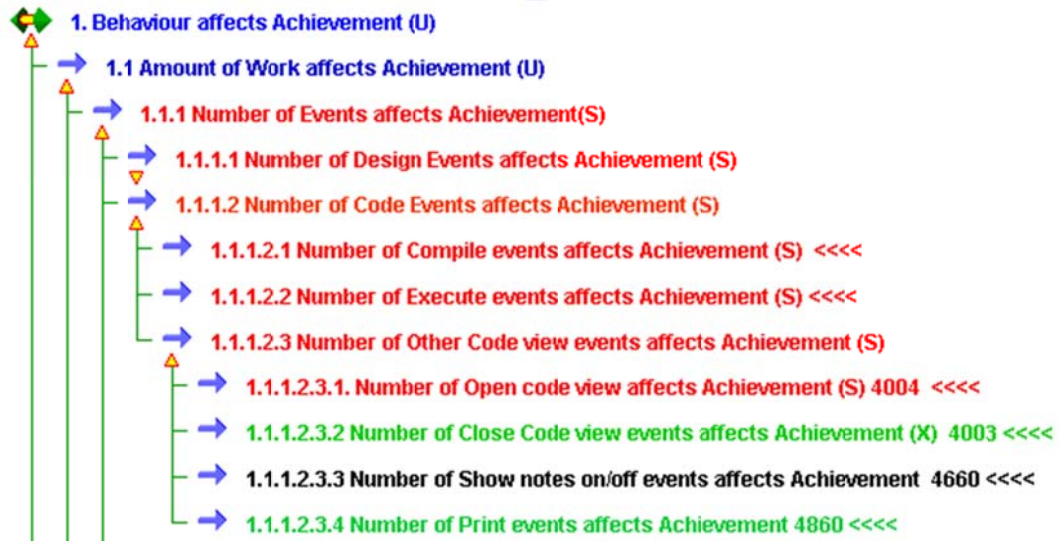 1. Behaviour affects Achievement (U)
1.1 Amount of Work affects Achievement (U)
1.1.1 Number of Events affects Achievement(S)
1.1.1.1 Number of Design Events affects Achievement (S)
1.1.1.2 Number of Code Events affects Achievement (S)
1.1.1.2.1 Number of Compile events affects Achievement (S) <<<<
1.1.1.2.2 Number of Execute events affects Achievement (S) <<<<
1.1.1.2.3 Number of Other Code view events affects Achievement (S)
1.1.1.2.3.1. Number of Open code view affects Achievement (S) 4004 <<<<
1.1.1.2.3.2 Number of Close Code view events affects Achievement (X) 4003 <<<<
1.1.1.2.3.3 Number of Show notes on/off events affects Achievement 4660 <<<<
1.1.1.2.3.4 Number of Print events affects Achievement 4860 <<<<